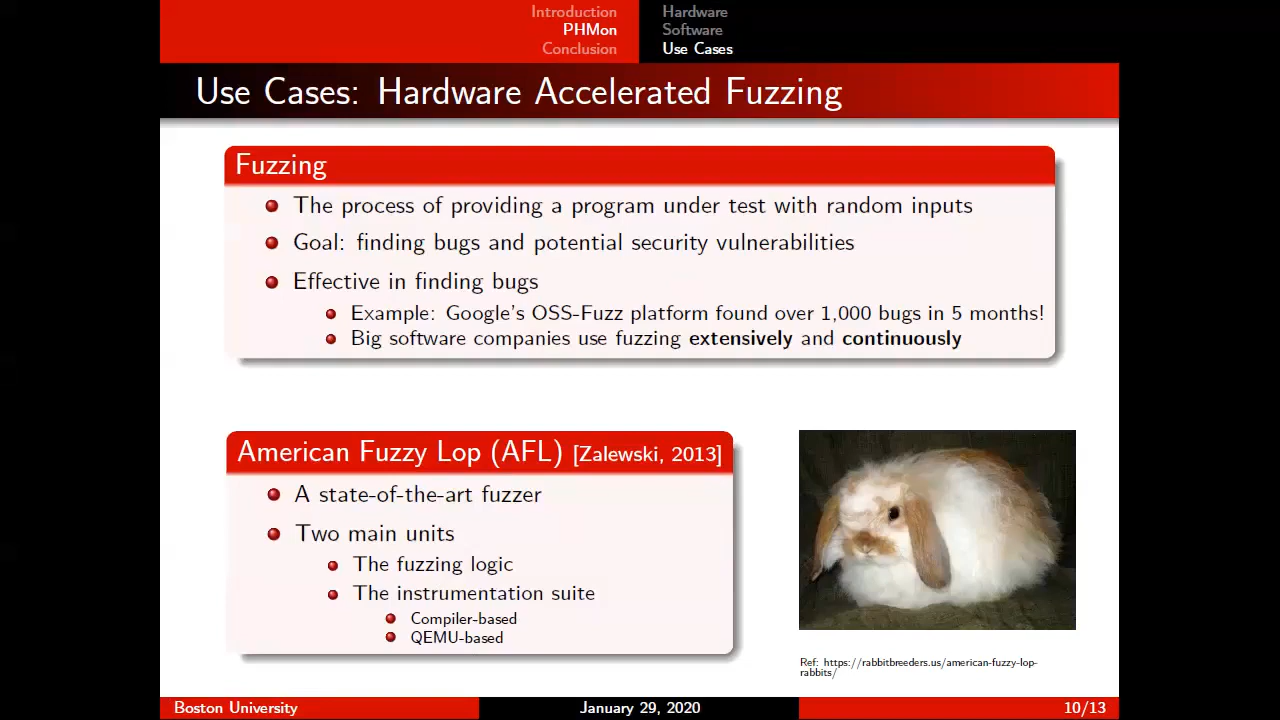 Introduction
PHMon
Conclusion
Hardware
Software
Use Cases
Use Cases: Hardware Accelerated Fuzzing
Fuzzing
The process of providing a program under test with random inputs
Goal: finding bugs and potential security vulnerabilities
Effective in finding bugs
Example: Google's OSS-Fuzz platform found over 1,000 bugs in 5 months!
Big software companies use fuzzing extensively and continuously
American Fuzzy Lop (AFL) [Zalewski, 2013]
A state-of-the-art fuzzer
Two main units
The fuzzing logic
The instrumentation suite
Compiler-based
QEMU-based
Ref: https://rabbitbreeders.us/american-fuzzy-lop-
rabbits/
Boston University
January 29, 2020
10/13